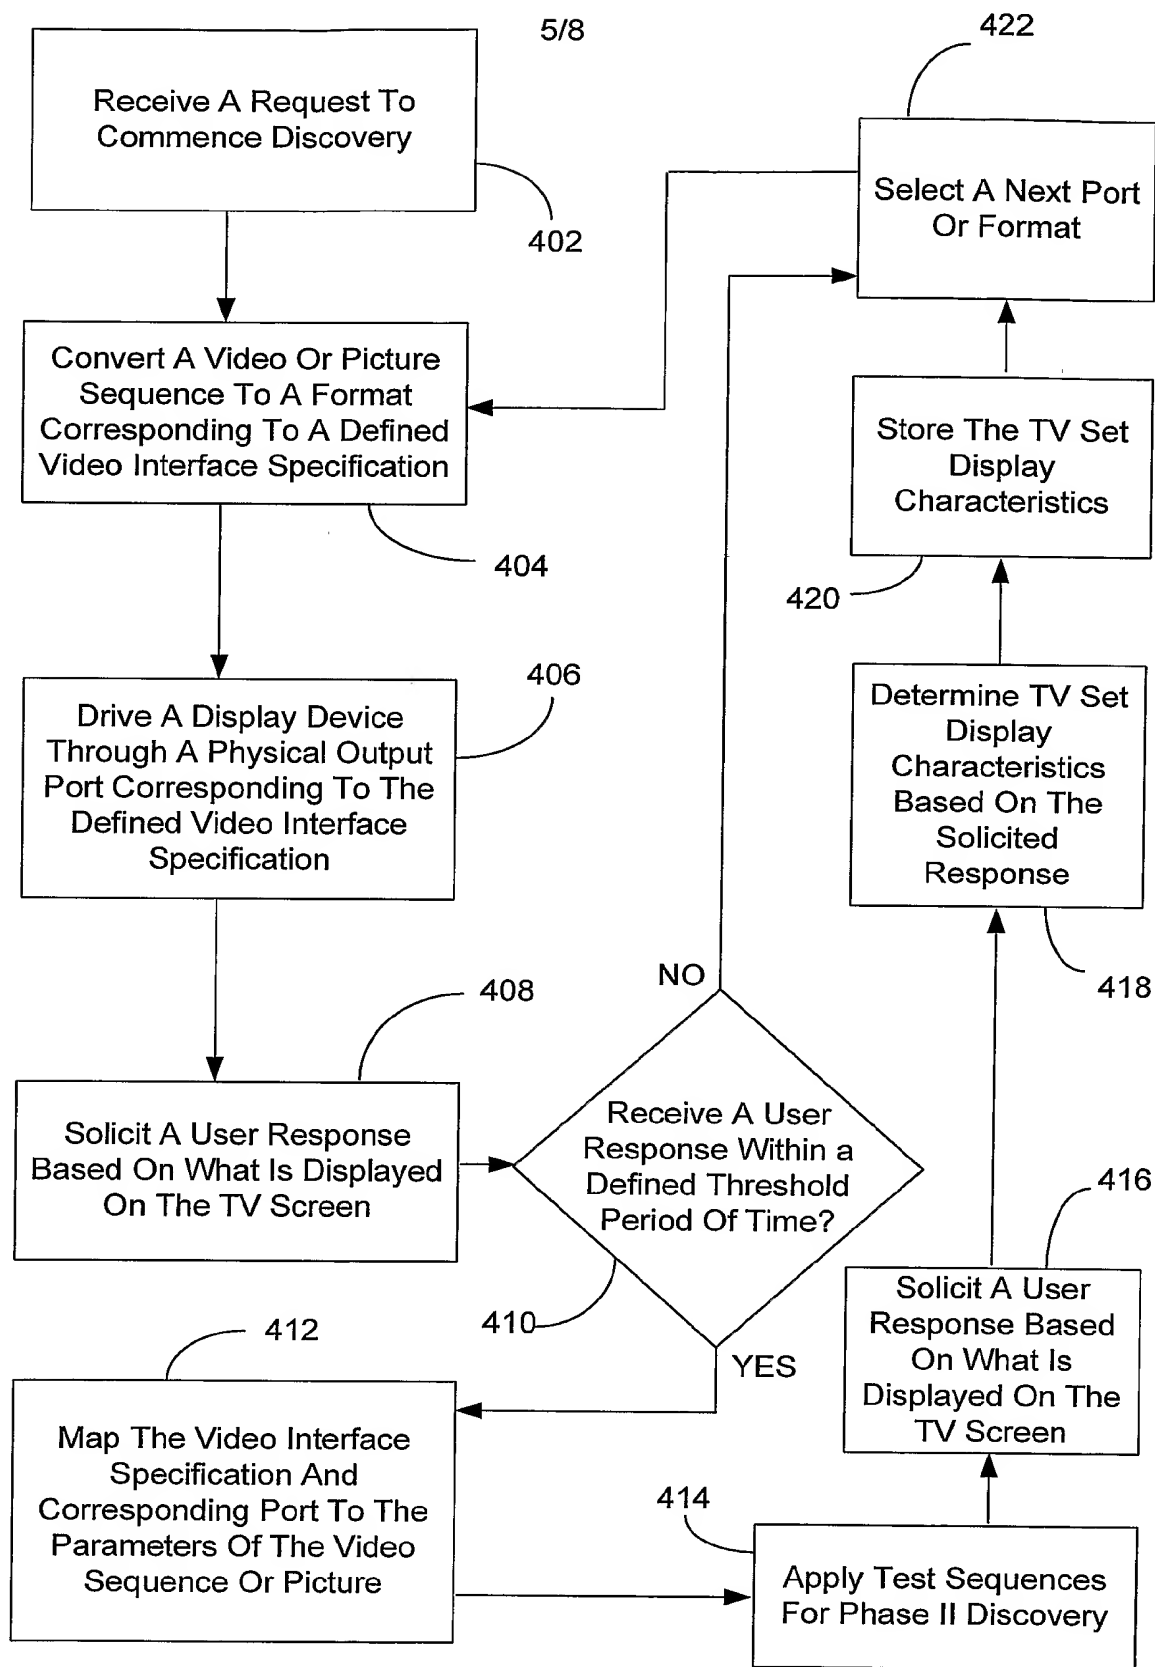 5/8
422
Receive A Request To
Commence Discovery
402
Select A Next Port
Or Format
Convert A Video Or Picture
Sequence To A Format
Corresponding To A Defined
Video Interface Specification
404
Store The TV Set
Display
Characteristics
420
406
Drive A Display Device
Through A Physical Output
Port Corresponding To The
Defined Video Interface
Specification
Determine TV Set
Display
Characteristics
Based On The
Solicited
Response
418
408
NO
Solicit A User Response
Based On What Is Displayed
On The TV Screen
Receive A User
Response Within a
Defined Threshold
Period Of Time?
410
YES
416
Solicit A User
Response Based
On What Is
Displayed On The
TV Screen
412
Map The Video Interface
Specification And
Corresponding Port To The
Parameters Of The Video
Sequence Or Picture
414
Apply Test Sequences
For Phase II Discovery